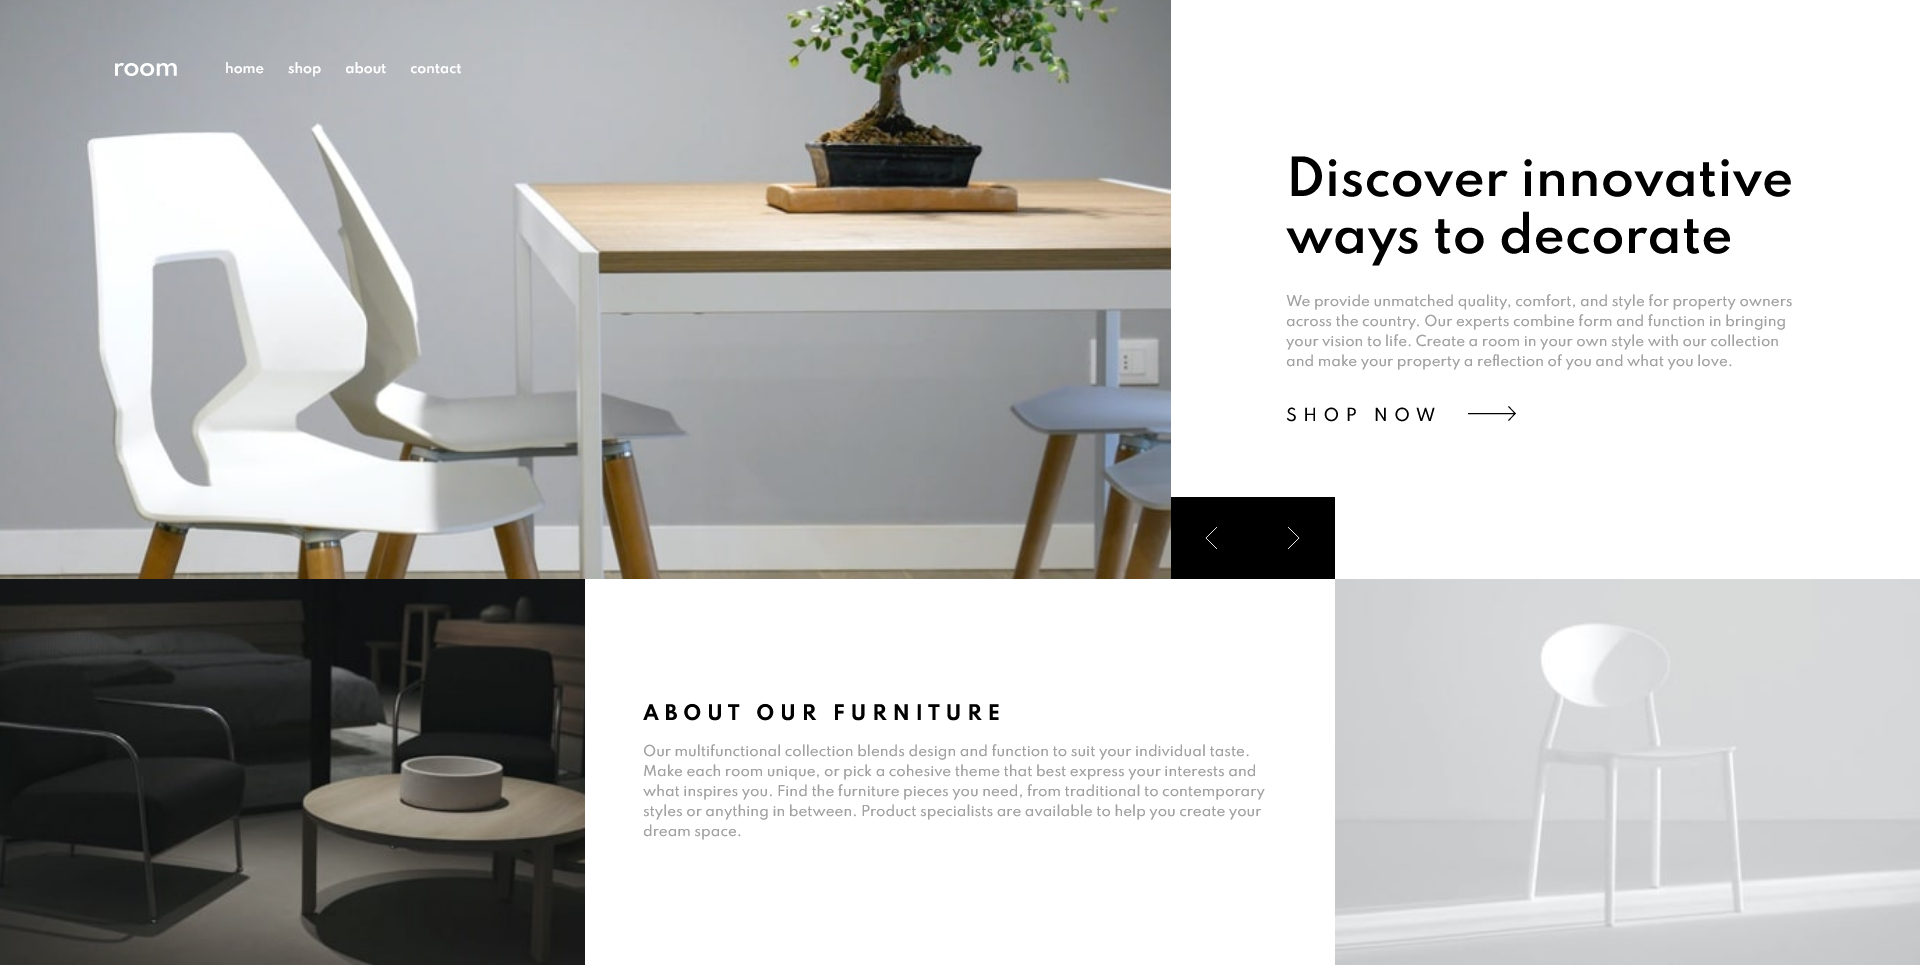 room
home shop about contact
Discover innovative
ways to decorate
We provide unmatched quality, comfort, and style for property owners
across the country. Our experts combine form and function in bringing
your vision to life. Create a room in your own style with our collection
and make your property a reflection of you and what you love.
SHOP NOW
ABOUT OUR FURNITURE
Our multifunctional collection blends design and function to suit your individual taste.
Make each room unique, or pick a cohesive theme that best express your interests and
what inspires you. Find the furniture pieces you need, from traditional to contemporary
styles or anything in between. Product specialists are available to help you create your
dream space.